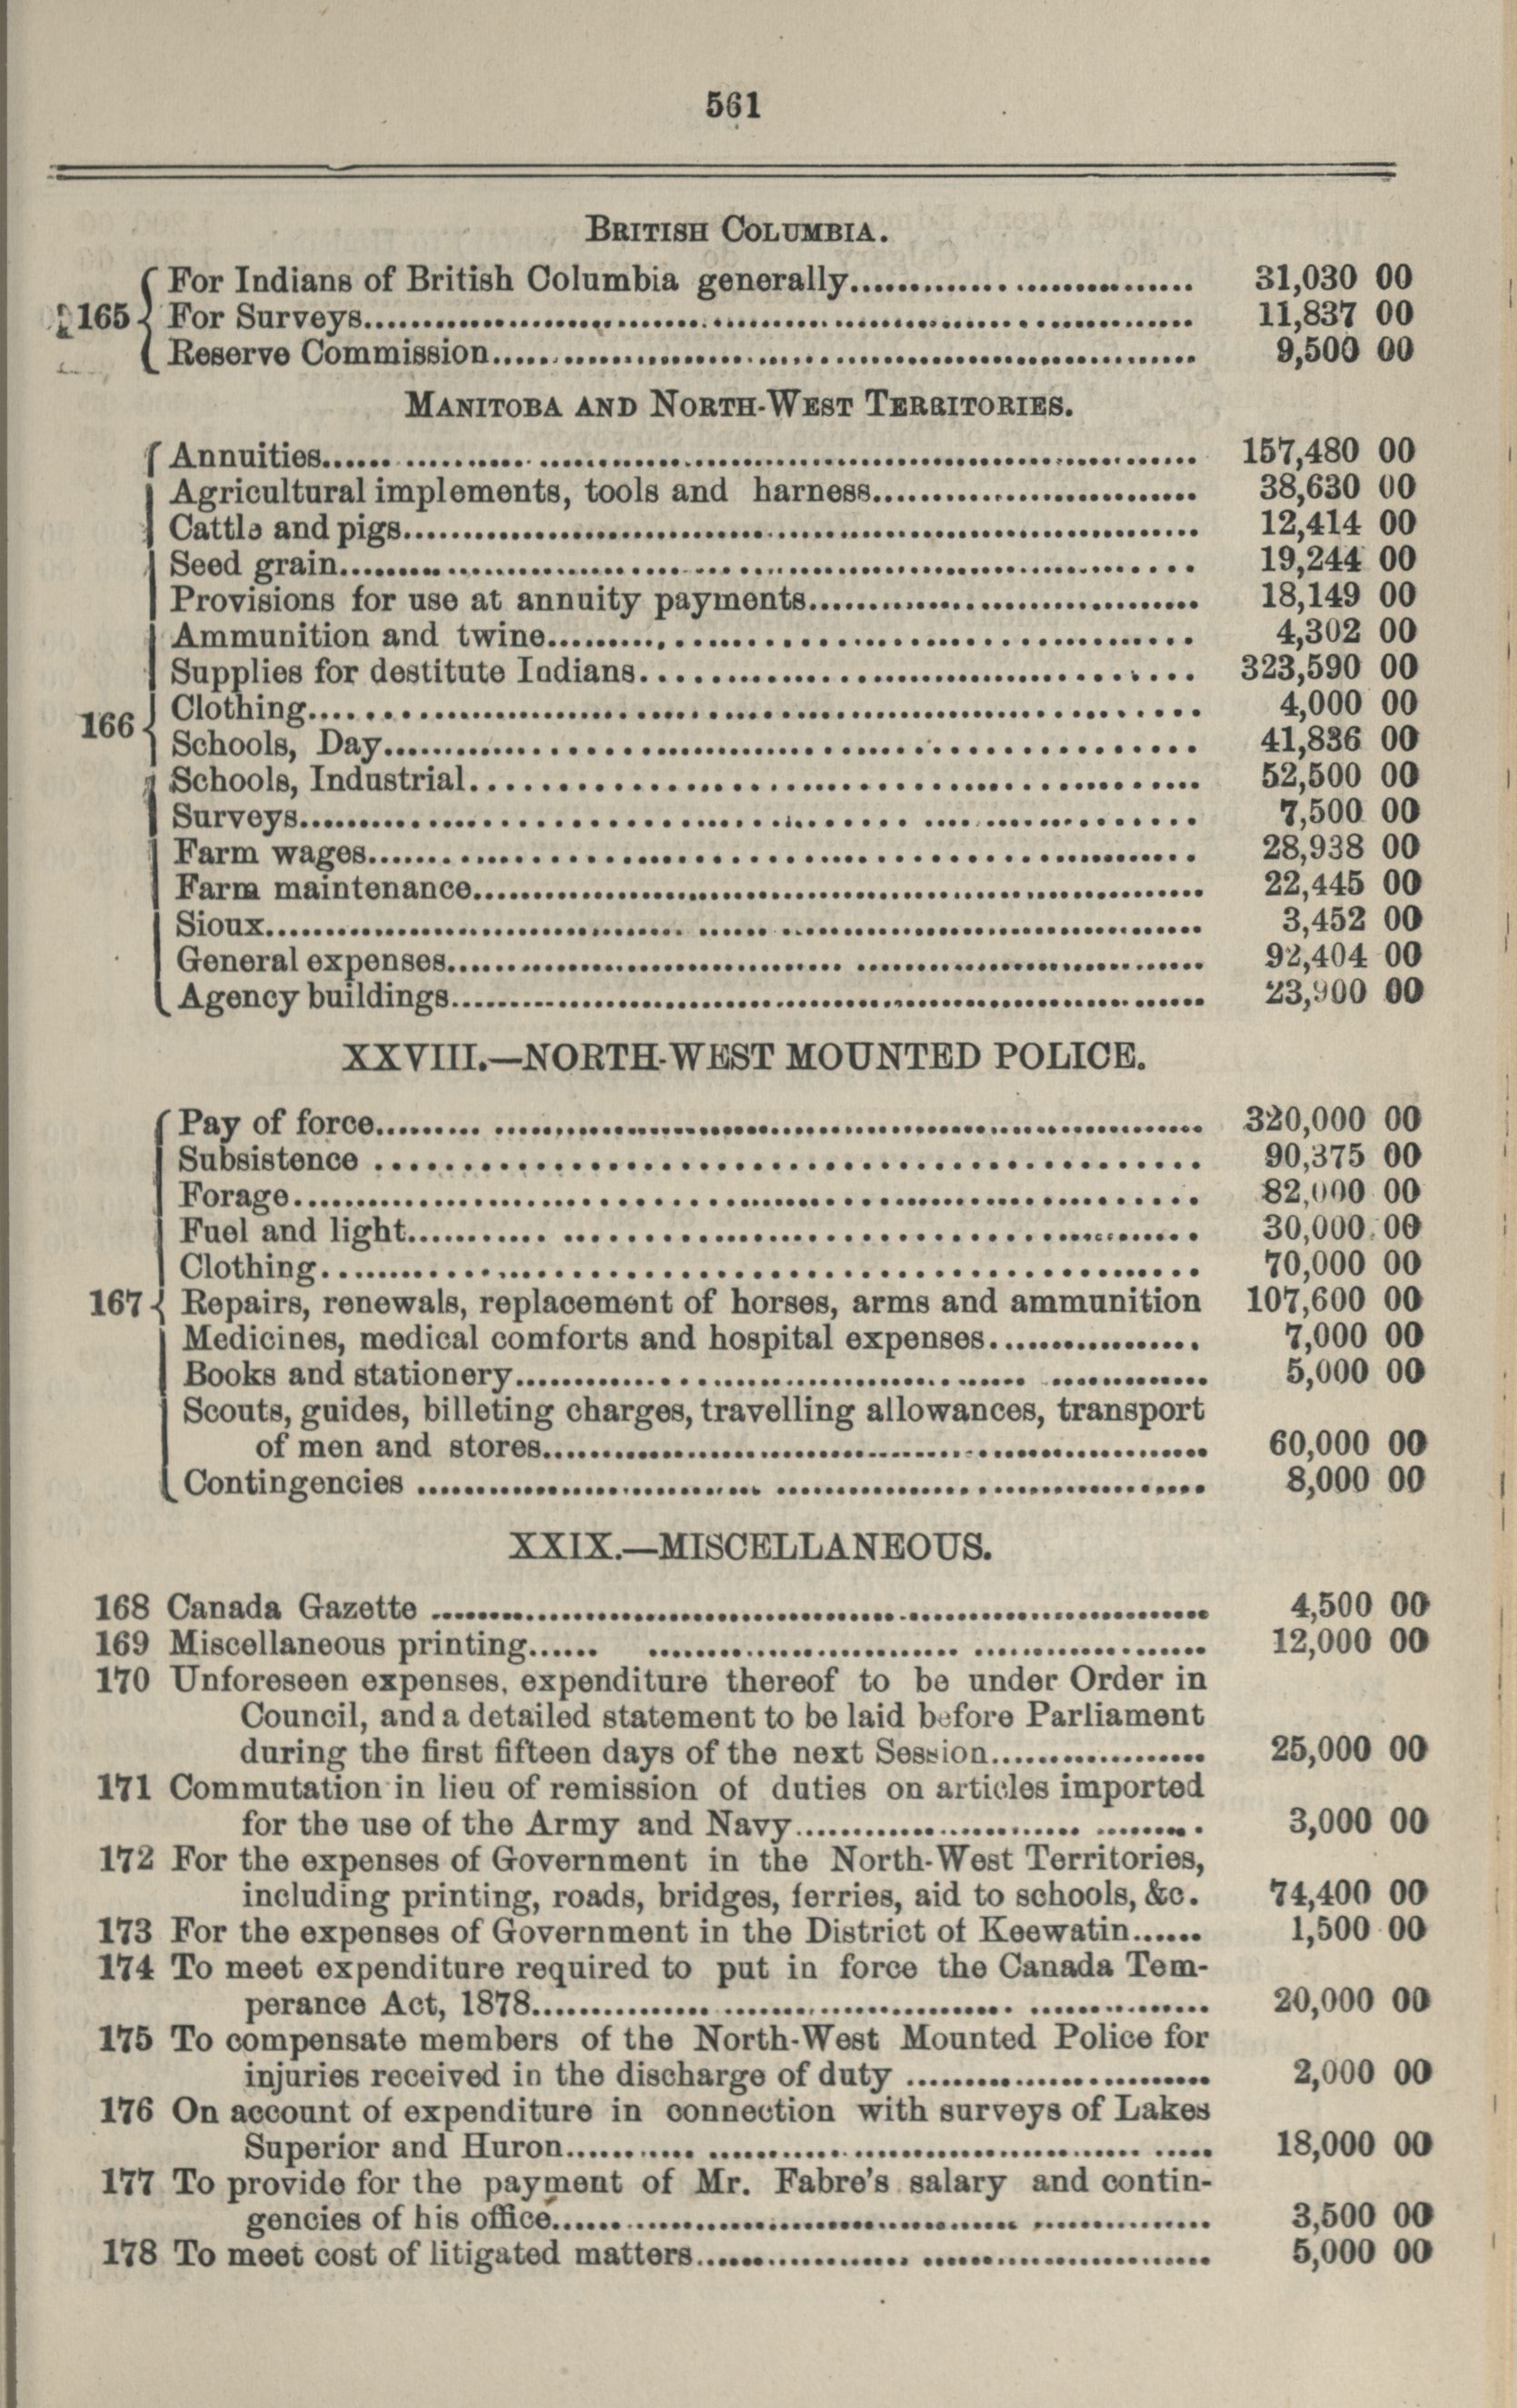 561
BRITISH COLUMBIA.
For Indians of British Columbia generally.............................. 31,030 00
165 For Surveys.............................. 11,837 00
Reserve Commission.............................. 9,500 00
MANITOBA AND NORTH-WEST TERRITORIES.
Annuities.............................. 157,480 00
Agricultural implements, tools and harness.............................. 38,630 00
Cattle and pigs.............................. 12,414 00
Seed grain.............................. 19,244 00
Provisions for use at annuity payments.............................. 18,149 00
Ammunition and twine.............................. 4,302 00
Supplies for destitute Indians.............................. 323,590 00
166 Clothing.............................. 4,000 00
Schools, Day.............................. 41,836 00
Schools, Industrial.............................. 52,500 00
Surveys.............................. 7,500 00
Farm wages.............................. 28,938 00
Farm maintenance.............................. 22,445 00
Sioux.............................. 3,452 00
General expenses.............................. 92,404 00
Agency buildings.............................. 23,900 00
XXVIII.—NORTH-WEST MOUNTED POLICE.
Pay of force.............................. 320,000 00
Subsistence .............................. 90,375 00
Forage.............................. 82,000 00
Fuel and light.............................. 30,000 00
Clothing.............................. 70,000 00
167 Repairs, renewals, replacement of horses, arms and ammunition 107,600 00
Medicines, medical comforts and hospital expenses.................. 7,000 00
Books and stationery.............................. 5,000 00
Scouts, guides, billeting charges, travelling allowances, transport
of men and stores.............................. 60,000 00
Contingencies .............................. 8,000 00
XXIX.—MISCELLANEOUS.
168 Canada Gazette .............................. 4,500 00
169 Miscellaneous printing.............................. 12,000 00
170 Unforeseen expenses, expenditure thereof to be under Order in
Council, and a detailed statement to be laid before Parliament
during the first fifteen days of the next Session.................. 25,000 00
171 Commutation in lieu of remission of duties on articles imported
for the use of the Army and Navy.............................. 3,000 00
172 For the expenses of Government in the North-West Territories,
including printing, roads, bridges, ferries, aid to schools, &c. 74,400 00
173 For the expenses of Government in the District of Keewatin...... 1,500 00
174 To meet expenditure required to put in force the Canada Tem-
perance Act, 1878.............................. 20,000 00
175 To compensate members of the North-West Mounted Police for
injuries received in the discharge of duty ........................ 2,000 00
176 On account of expenditure in connection with surveys of Lakes
Superior and Huron.............................. 18,000 00
177 To provide for the payment of Mr. Fabre's salary and contin-
gencies of his office.............................. 3,500 00
178 To meet cost of litigated matters.............................. 5,000 00